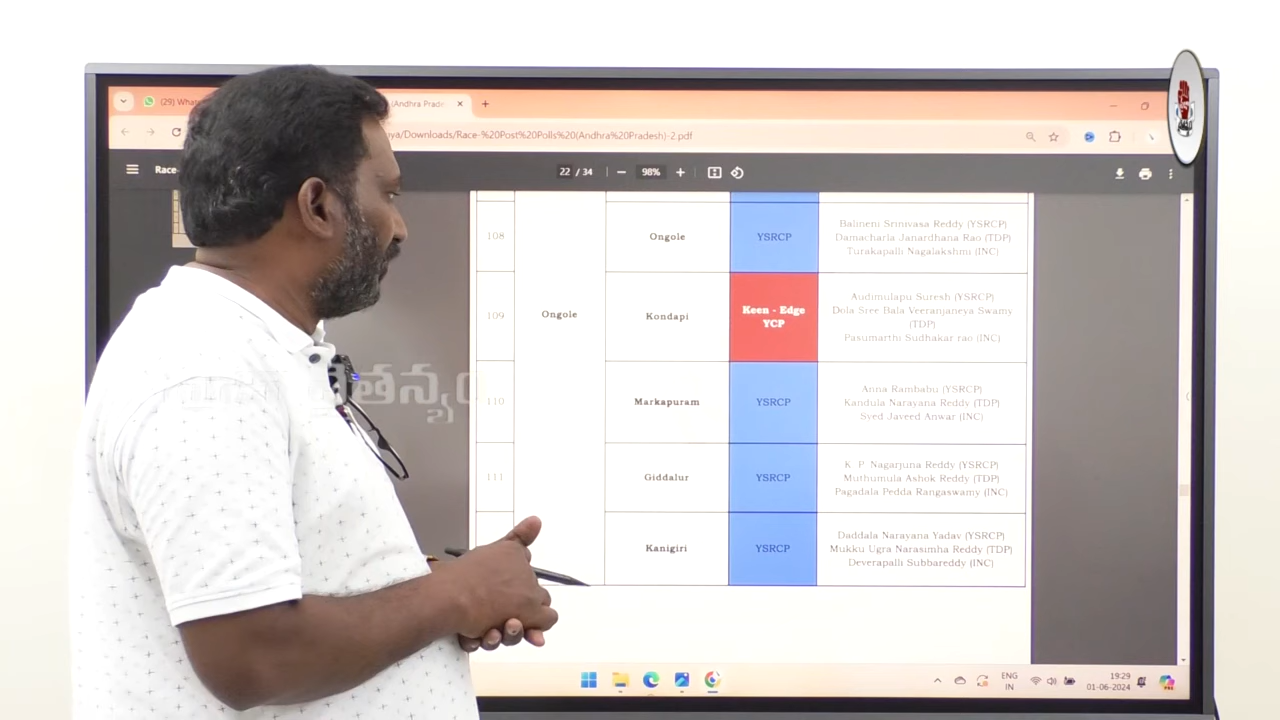 (29) Whats
(Andhra Prade
ya/Downloads/Race-%20Post%20Polls%20(Andhra%20Pradesh)-2.pdf
Race-
22 / 34
98%
108
Ongole
YSRCP
Balineni Srinivasa Reddy (YSRCP)
Damacharla Janardhana Rao (TDP)
Turakapalli Nagalakshmi (INC)
109
Ongole
Kondapi
Keen - Edge
YCP
Audimulapu Suresh (YSRCP)
Dola Sree Bala Veeranjaneya Swamy
(TDP)
Pasumarthi Sudhakar rao (INC)
110
Markapuram
YSRCP
Anna Rambabu (YSRCP)
Kandula Narayana Reddy (TDP)
Syed Javeed Anwar (INC)
111
Giddalur
YSRCP
K. P. Nagarjuna Reddy (YSRCP)
Muthumula Ashok Reddy (TDP)
Pagadala Pedda Rangaswamy (INC)
Kanigiri
YSRCP
Daddala Narayana Yadav (YSRCP)
Mukku Ugra Narasimha Reddy (TDP)
Deverapalli Subbareddy (INC)
ENG
IN
19:29
01-06-2024